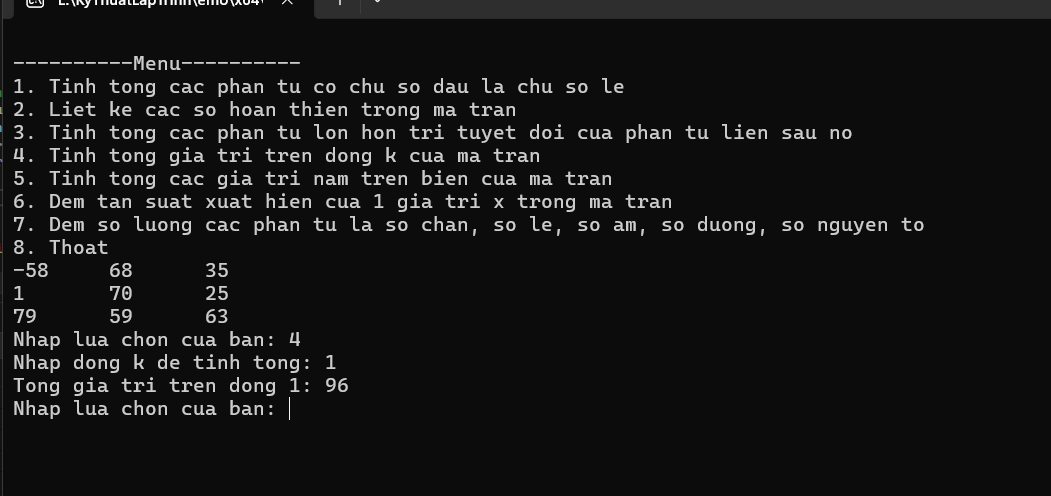 ----------Menu----------
1. Tinh tong cac phan tu co chu so dau la chu so le
2. Liet ke cac so hoan thien trong ma tran
3. Tinh tong cac phan tu lon hon tri tuyet doi cua phan tu lien sau no
4. Tinh tong gia tri tren dong k cua ma tran
5. Tinh tong cac gia tri nam tren bien cua ma tran
6. Dem tan suat xuat hien cua 1 gia tri x trong ma tran
7. Dem so luong cac phan tu la so chan, so le, so am, so duong, so nguyen to
8. Thoat
-58 68 35
1 70 25
79 59 63
Nhap lua chon cua ban: 4
Nhap dong k de tinh tong: 1
Tong gia tri tren dong 1: 96
Nhap lua chon cua ban: